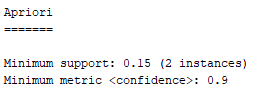 Apriori
=======
Minimum support: 0.15 (2 instances)
Minimum metric <confidence>: 0.9